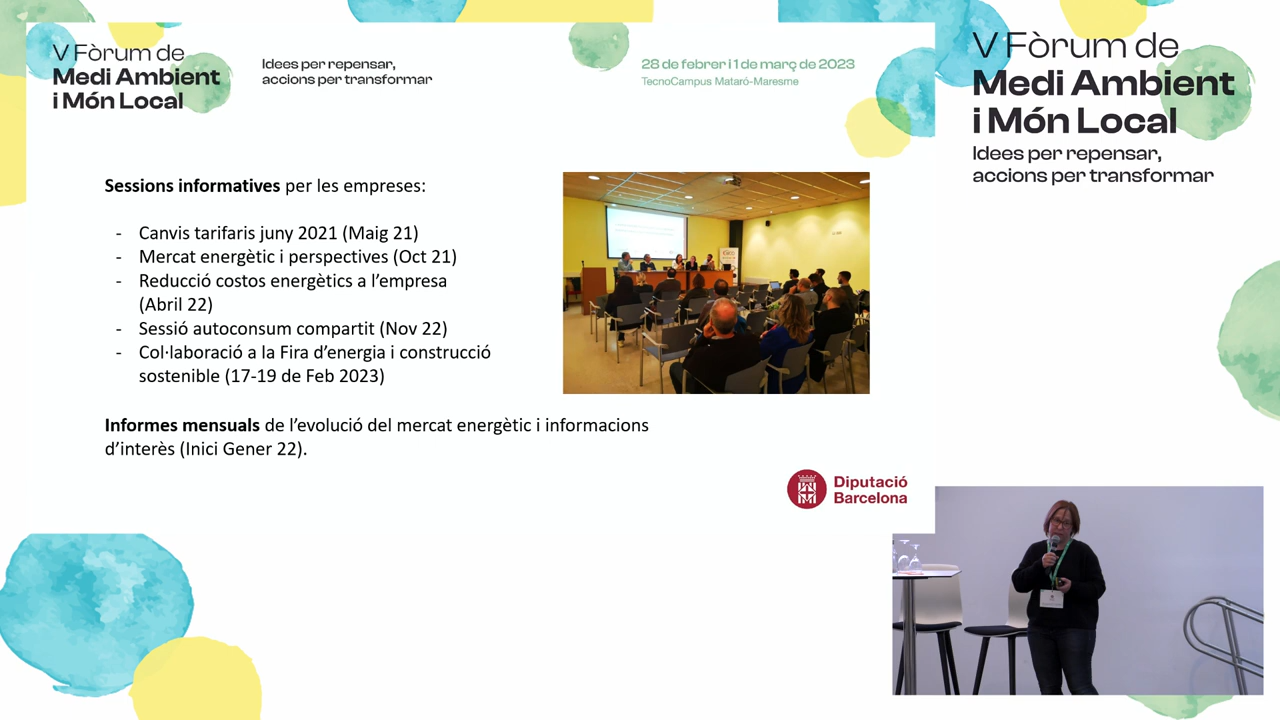 V Fòrum de
Medi Ambient
i Món Local
Idees per repensar,
accions per transformar
28 de febrer i 1 de març de 2023
TecnoCampus Mataró-Maresme
Sessions informatives per les empreses:
- Canvis tarifaris juny 2021 (Maig 21)
- Mercat energètic i perspectives (Oct 21)
- Reducció costos energètics a l’empresa
(Abril 22)
- Sessió autoconsum compartit (Nov 22)
- Col·laboració a la Fira d’energia i construcció
sostenible (17-19 de Feb 2023)
Informes mensuals de l’evolució del mercat energètic i informacions
d’interès (Inici Gener 22).
Diputació
Barcelona
V Fòrum de
Medi Ambient
i Món Local
Idees per repensar,
accions per transformar